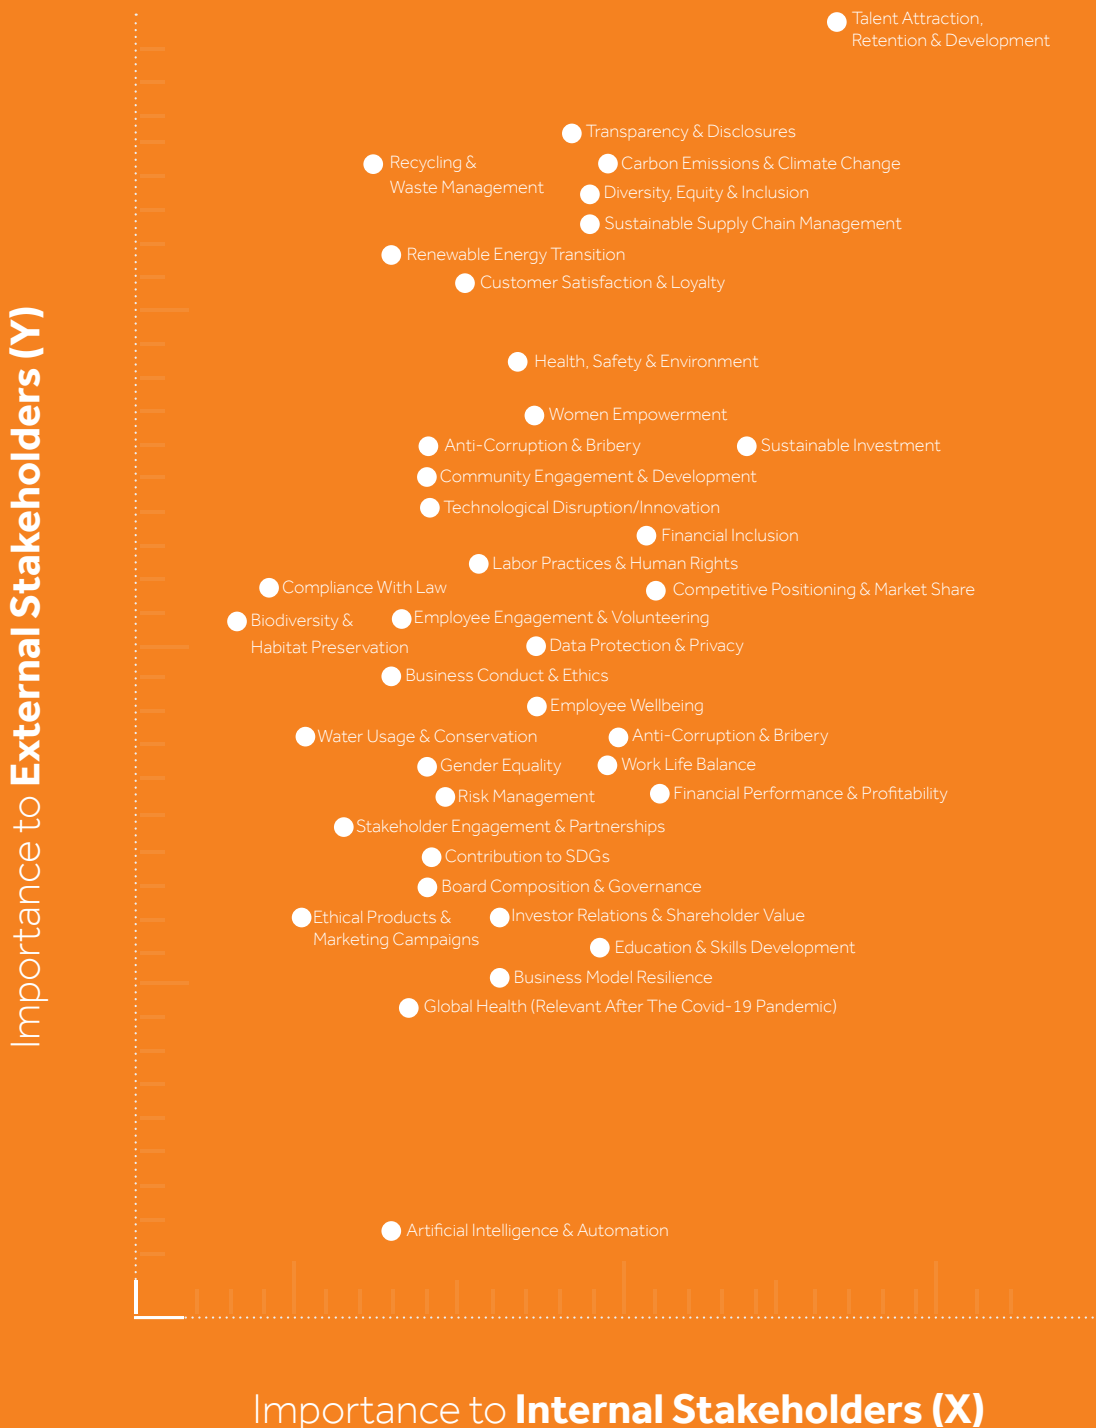 Talent Attraction,
Retention & Development
Transparency & Disclosures
Recycling &
Waste Management
Carbon Emissions & Climate Change
Diversity, Equity & Inclusion
Sustainable Supply Chain Management
Renewable Energy Transition
Customer Satisfaction & Loyalty
Health, Safety & Environment
Women Empowerment
Anti-Corruption & Bribery
Sustainable Investment
Community Engagement & Development
Technological Disruption/Innovation
Financial Inclusion
Labor Practices & Human Rights
Compliance With Law
Competitive Positioning & Market Share
Biodiversity &
Habitat Preservation
Employee Engagement & Volunteering
Data Protection & Privacy
Business Conduct & Ethics
Employee Wellbeing
Water Usage & Conservation
Anti-Corruption & Bribery
Gender Equality
Work Life Balance
Risk Management
Financial Performance & Profitability
Stakeholder Engagement & Partnerships
Contribution to SDGs
Board Composition & Governance
Ethical Products &
Marketing Campaigns
Investor Relations & Shareholder Value
Education & Skills Development
Business Model Resilience
Global Health (Relevant After The Covid-19 Pandemic)
Artificial Intelligence & Automation
Importance to External Stakeholders (Y)
Importance to Internal Stakeholders (X)